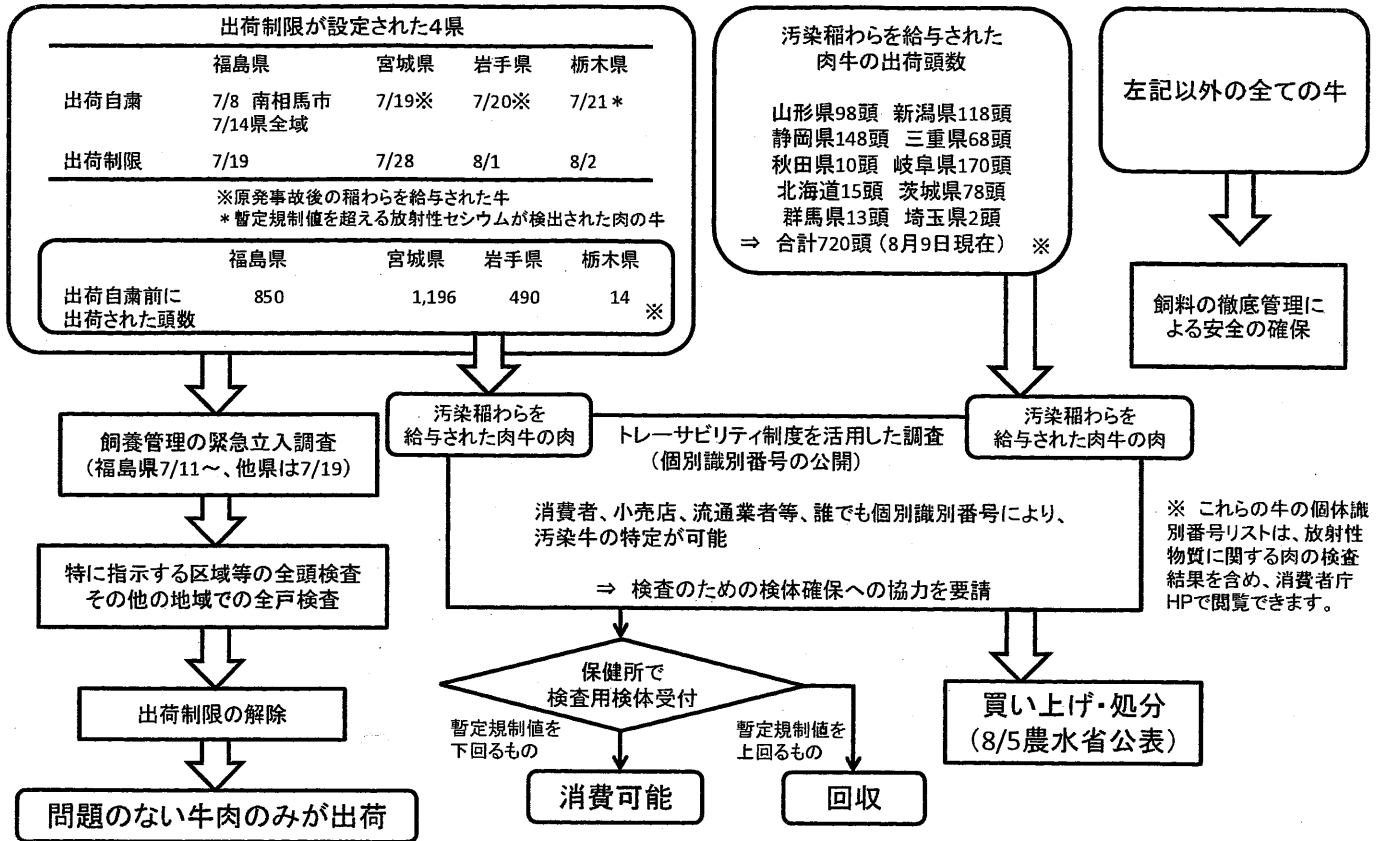 出荷制限が設定された4県
福島県 宮城県 岩手県 栃木県
出荷自粛 7/8 南相馬市 7/19※ 7/20※ 7/21*
7/14県全域
出荷制限 7/19 7/28 8/1 8/2
※原発事故後の稲わらを給与された牛
*暫定規制値を超える放射性セシウムが検出された肉の牛
福島県 宮城県 岩手県 栃木県
出荷自粛前に 850 1,196 490 14
出荷された頭数 ※
汚染稲わらを給与された
肉牛の出荷頭数
山形県98頭 新潟県118頭
静岡県148頭 三重県68頭
秋田県10頭 岐阜県170頭
北海道15頭 茨城県78頭
群馬県13頭 埼玉県2頭
⇒ 合計720頭(8月9日現在) ※
左記以外の全ての牛
飼料の徹底管理に
よる安全の確保
飼養管理の緊急立入調査
(福島県7/11~、他県は7/19)
特に指示する区域等の全頭検査
その他の地域での全戸検査
出荷制限の解除
問題のない牛肉のみが出荷
汚染稲わらを
給与された肉牛の肉
トレーサビリティ制度を活用した調査
(個別識別番号の公開)
汚染稲わらを
給与された肉牛の肉
消費者、小売店、流通業者等、誰でも個別識別番号により、
汚染牛の特定が可能
⇒ 検査のための検体確保への協力を要請
※ これらの牛の個体識
別番号リストは、放射性
物質に関する肉の検査
結果を含め、消費者庁
HPで閲覧できます。
保健所で
検査用検体受付
暫定規制値を
下回るもの
暫定規制値を
上回るもの
消費可能
回収
買い上げ・処分
(8/5農水省公表)